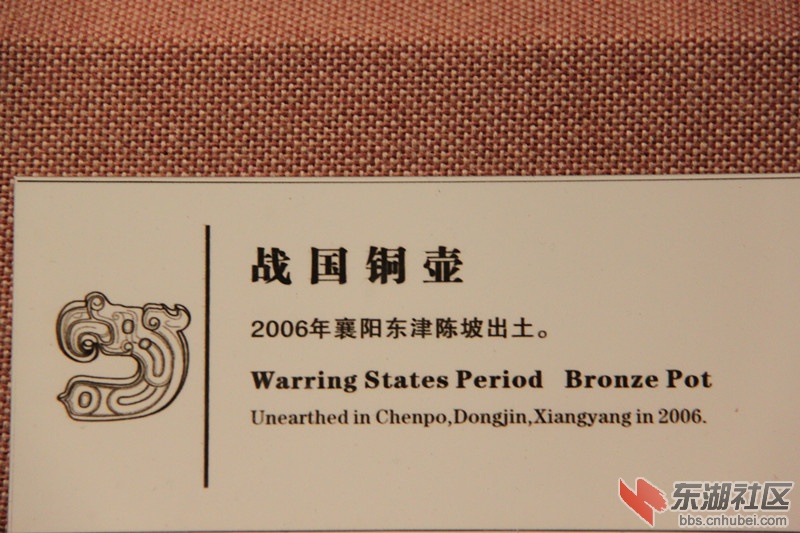 战国铜壶
2006年襄阳东津陈坡出土。
Warring States Period Bronze Pot
Unearthed in Chenpo,Dongjin,Xiangyang in 2006.
东湖社区
bbs.cnhubei.com